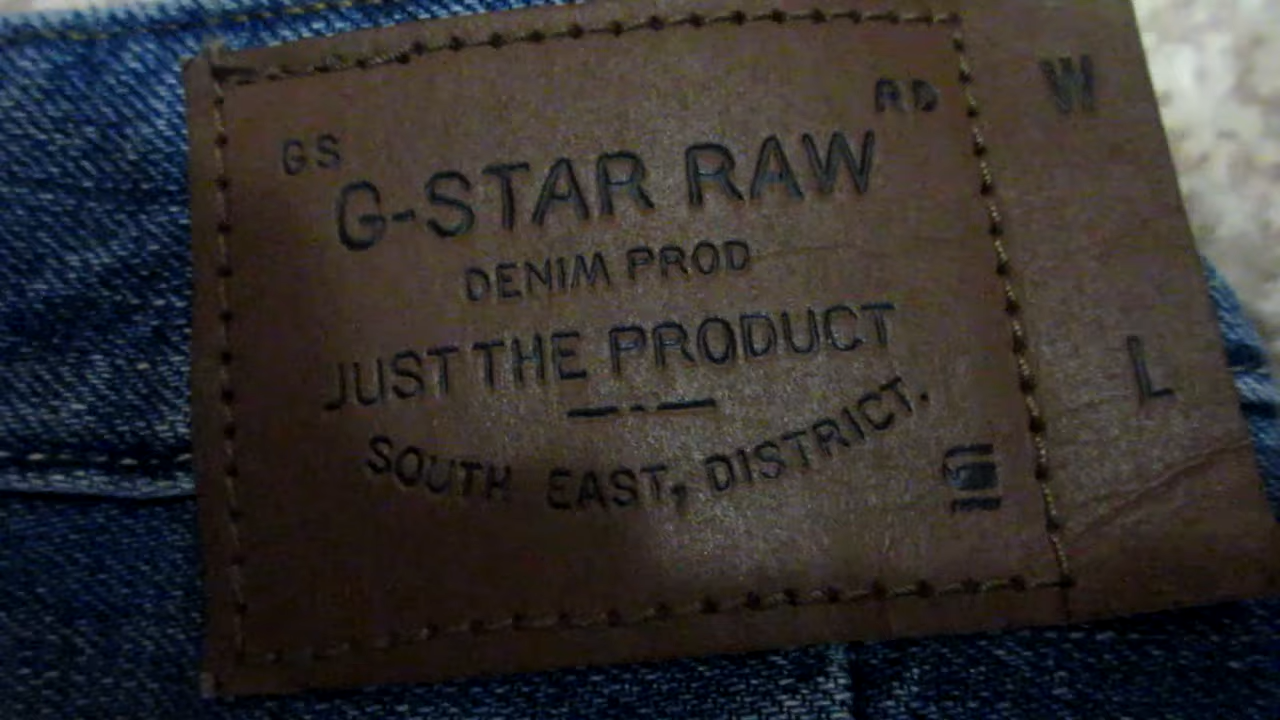 GS
RD
W
G-STAR RAW
DENIM PROD
JUST THE PRODUCT
L
SOUTH EAST, DISTRICT.